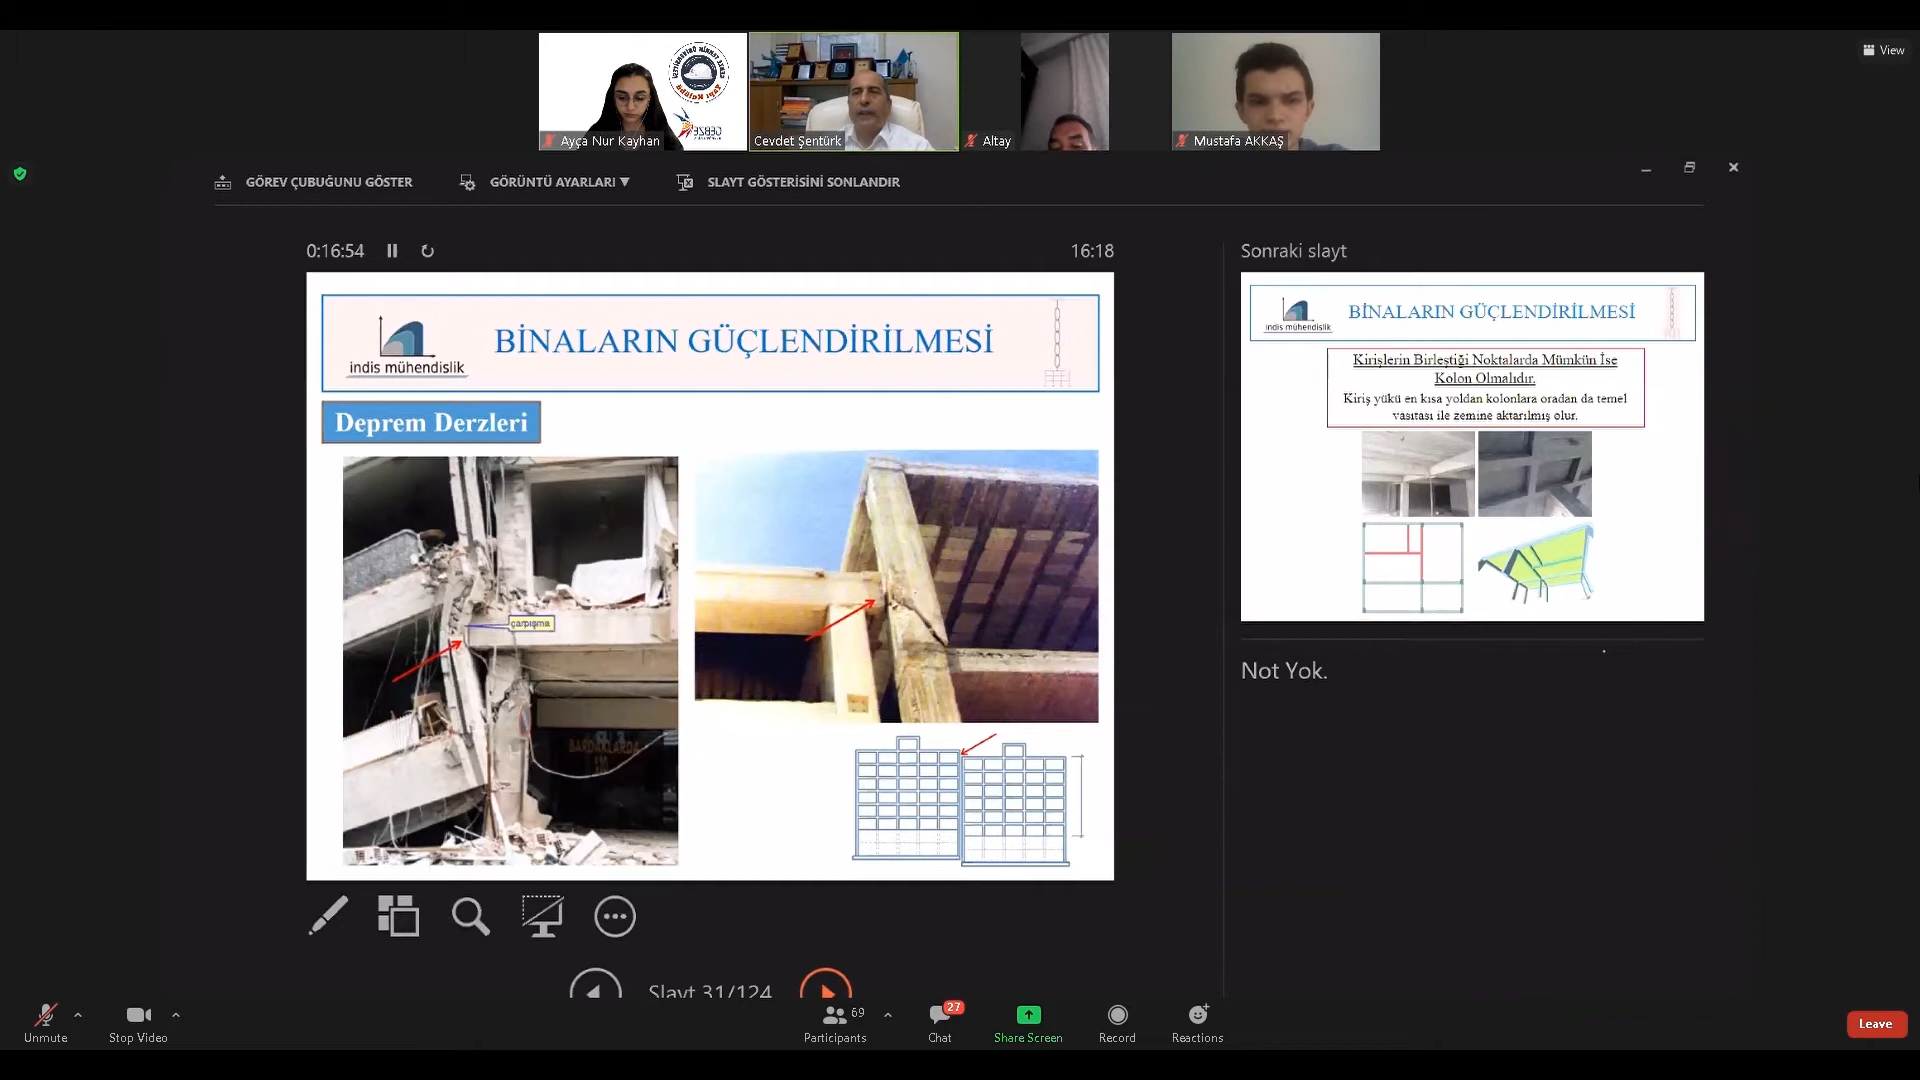 View
Ayça Nur Kayhan
Cevdet Şentürk
Altay
Mustafa AKKAŞ
GÖREV ÇUBUĞUNU GÖSTER
GÖRÜNTÜ AYARLARI ▼
SLAYT GÖSTERİSİNİ SONLANDIR
0:16:54
16:18
Sonraki slayt
indis mühendislik
BİNALARIN GÜÇLENDİRİLMESİ
Deprem Derzleri
çarpışma
BARDAKLARDA
indis mühendislik
BİNALARIN GÜÇLENDİRİLMESİ
Kirişlerin Birleştiği Noktalarda Mümkün İse
Kolon Olmalıdır.
Kiriş yükü en kısa yoldan kolonlara oradan da temel
vasıtası ile zemine aktarılmış olur.
Not Yok.
Slayt 31/124
Unmute
Stop Video
69
Participants
27
Chat
Share Screen
Record
Reactions
Leave